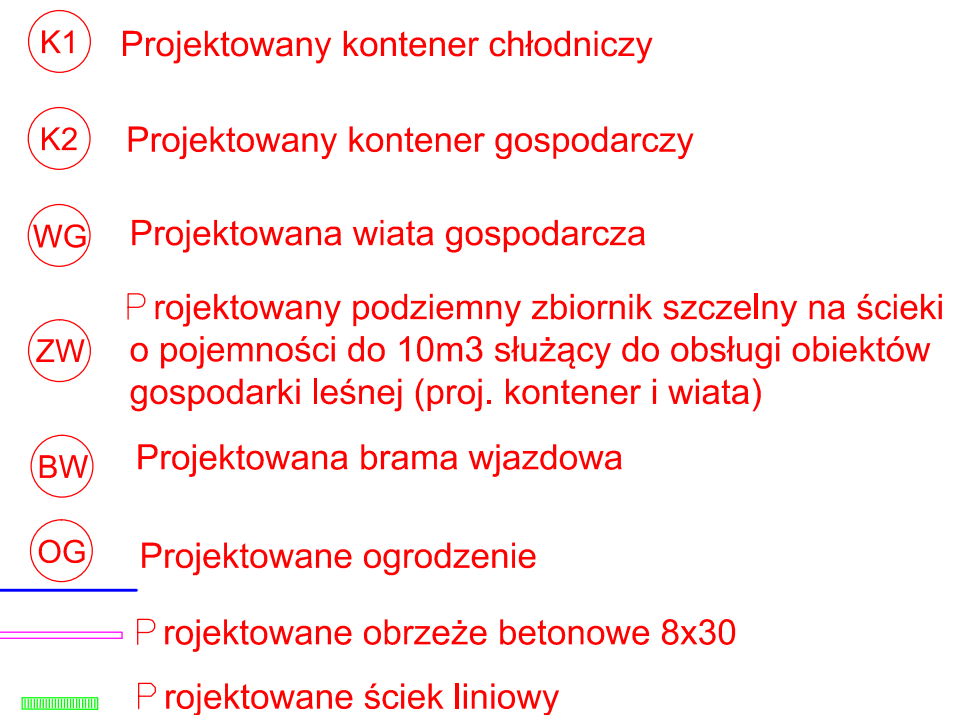 K1 Projektowany kontener chłodniczy
K2 Projektowany kontener gospodarczy
WG Projektowana wiata gospodarcza
Projektowany podziemny zbiornik szczelny na ścieki
ZW o pojemności do 10m3 służący do obsługi obiektów
gospodarki leśnej (proj. kontener i wiata)
BW Projektowana brama wjazdowa
OG Projektowane ogrodzenie
Projektowane obrzeże betonowe 8x30
Projektowane ściek liniowy